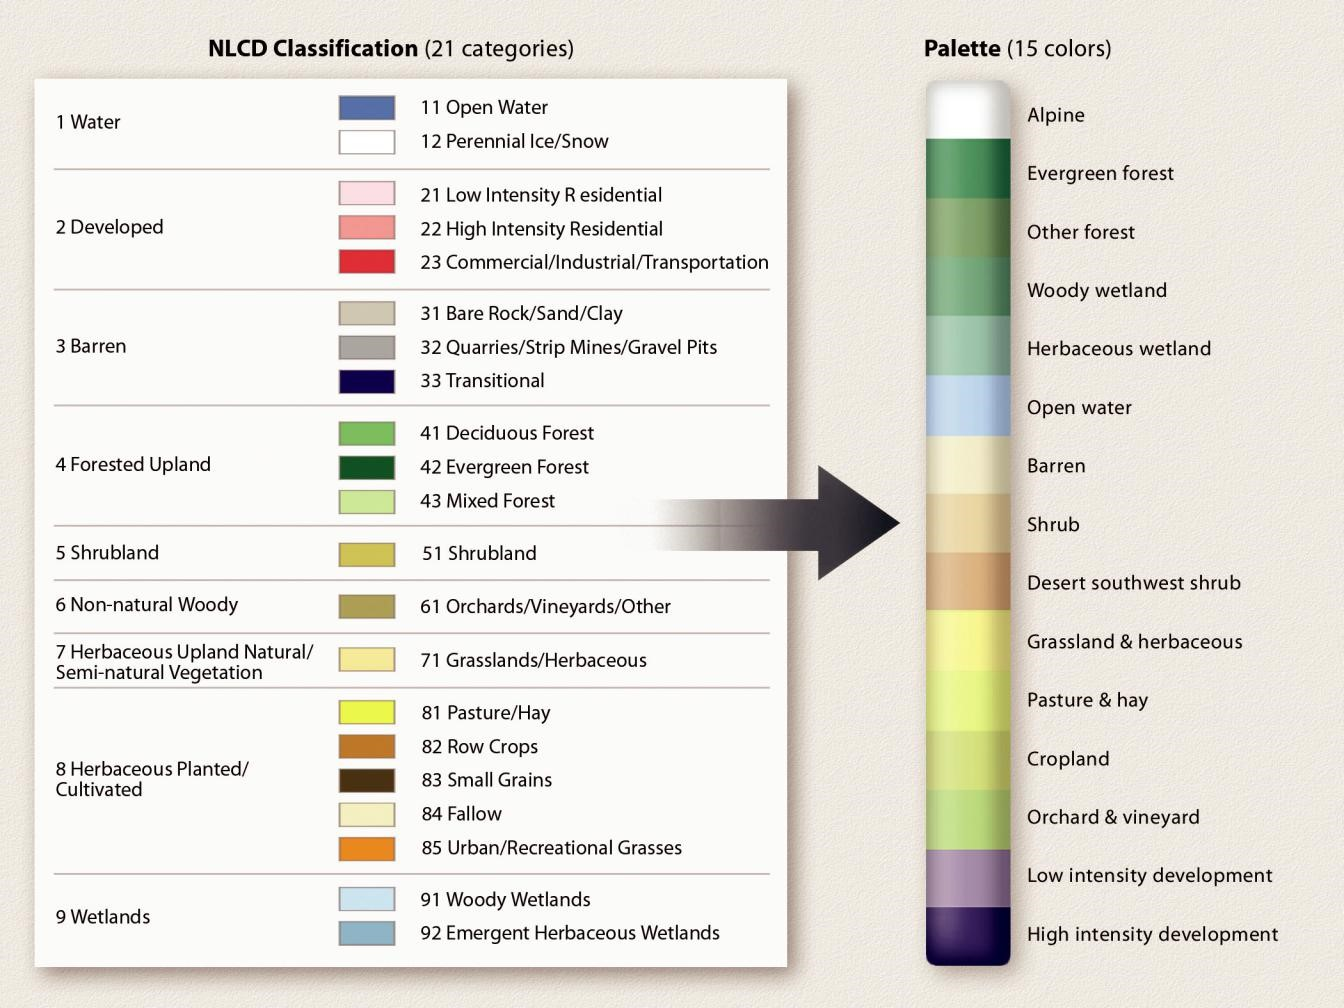 NLCD Classification (21 categories)
1 Water
11 Open Water
12 Perennial Ice/Snow
2 Developed
21 Low Intensity R esidential
22 High Intensity Residential
23 Commercial/Industrial/Transportation
3 Barren
31 Bare Rock/Sand/Clay
32 Quarries/Strip Mines/Gravel Pits
33 Transitional
4 Forested Upland
41 Deciduous Forest
42 Evergreen Forest
43 Mixed Forest
5 Shrubland
51 Shrubland
6 Non-natural Woody
61 Orchards/Vineyards/Other
7 Herbaceous Upland Natural/
Semi-natural Vegetation
71 Grasslands/Herbaceous
8 Herbaceous Planted/
Cultivated
81 Pasture/Hay
82 Row Crops
83 Small Grains
84 Fallow
85 Urban/Recreational Grasses
9 Wetlands
91 Woody Wetlands
92 Emergent Herbaceous Wetlands
Palette (15 colors)
Alpine
Evergreen forest
Other forest
Woody wetland
Herbaceous wetland
Open water
Barren
Shrub
Desert southwest shrub
Grassland & herbaceous
Pasture & hay
Cropland
Orchard & vineyard
Low intensity development
High intensity development